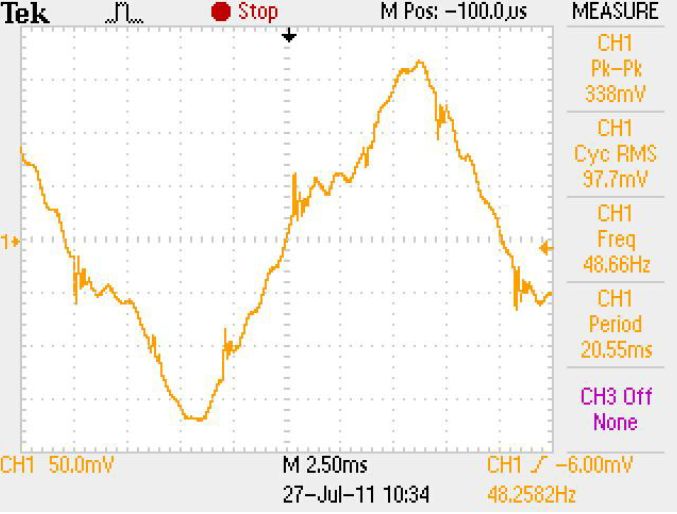 Tek Stop M Pos: -100.0µs MEASURE
CH1
Pk-Pk
338mV
CH1
Cyc RMS
97.7mV
CH1
Freq
48.66Hz
CH1
Period
20.55ms
CH3 Off
None
1
CH1 50.0mV M 2.50ms CH1 -6.00mV
27-Jul-11 10:34 48.2582Hz